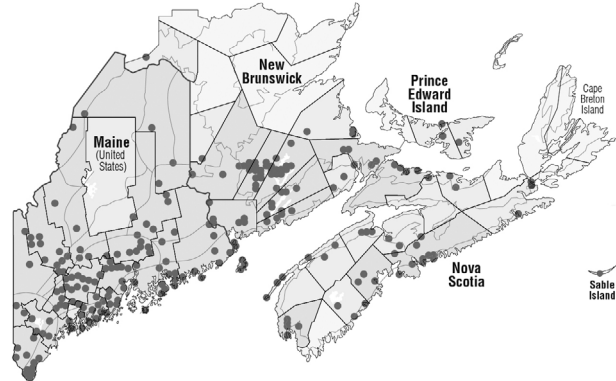 New
Brunswick
Prince
Edward
Island
Cape
Breton
Island
Maine
(United
States)
Nova
Scotia
Sable
Island